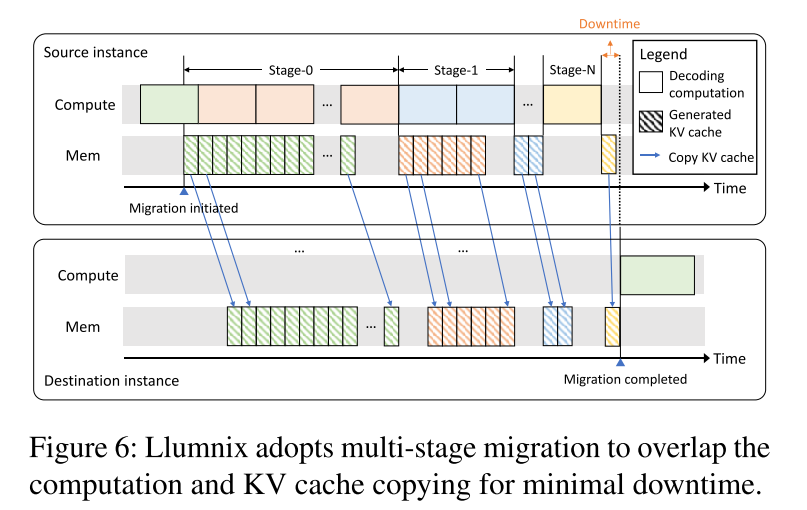 Downtime
Source instance
Stage-0
Stage-1
Stage-N
Legend
Decoding
computation
Generated
KV cache
Copy KV cache
Compute
...
...
Mem
...
Time
Migration initiated
...
...
Compute
Mem
...
Time
Destination instance
Migration completed
Figure 6: Llumnix adopts multi-stage migration to overlap the
computation and KV cache copying for minimal downtime.